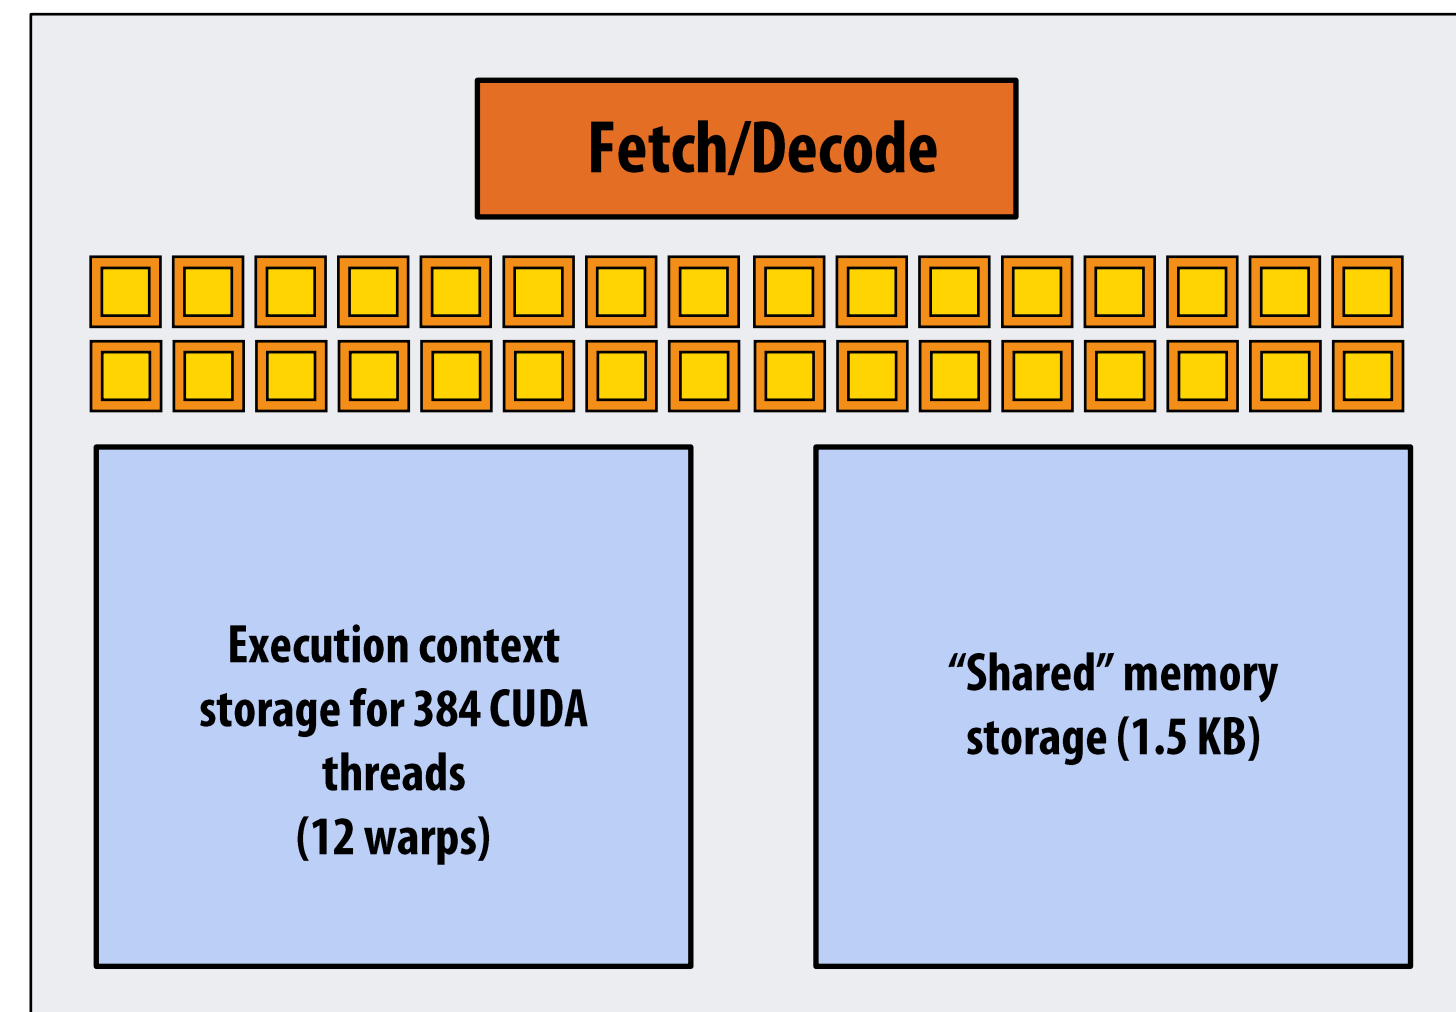 Fetch/Decode
Execution context
storage for 384 CUDA
threads
(12 warps)
“Shared” memory
storage (1.5 KB)